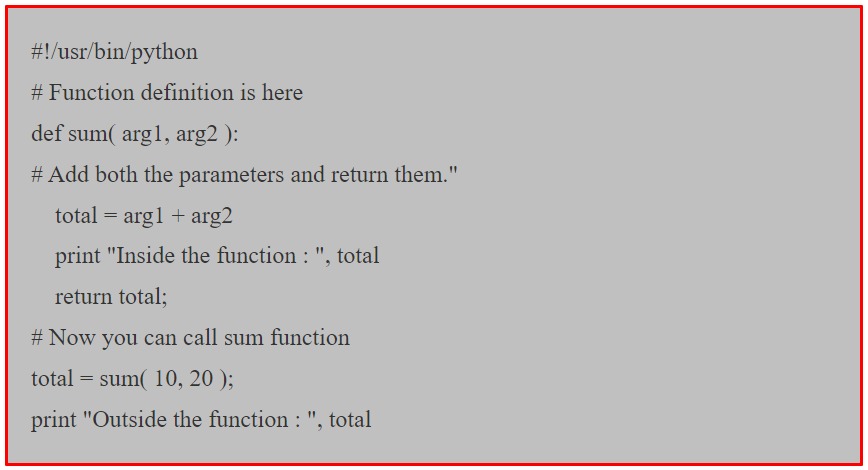 #!/usr/bin/python
# Function definition is here
def sum( arg1, arg2 ):
# Add both the parameters and return them."
    total = arg1 + arg2
    print "Inside the function : ", total
    return total;
# Now you can call sum function
total = sum( 10, 20 );
print "Outside the function : ", total